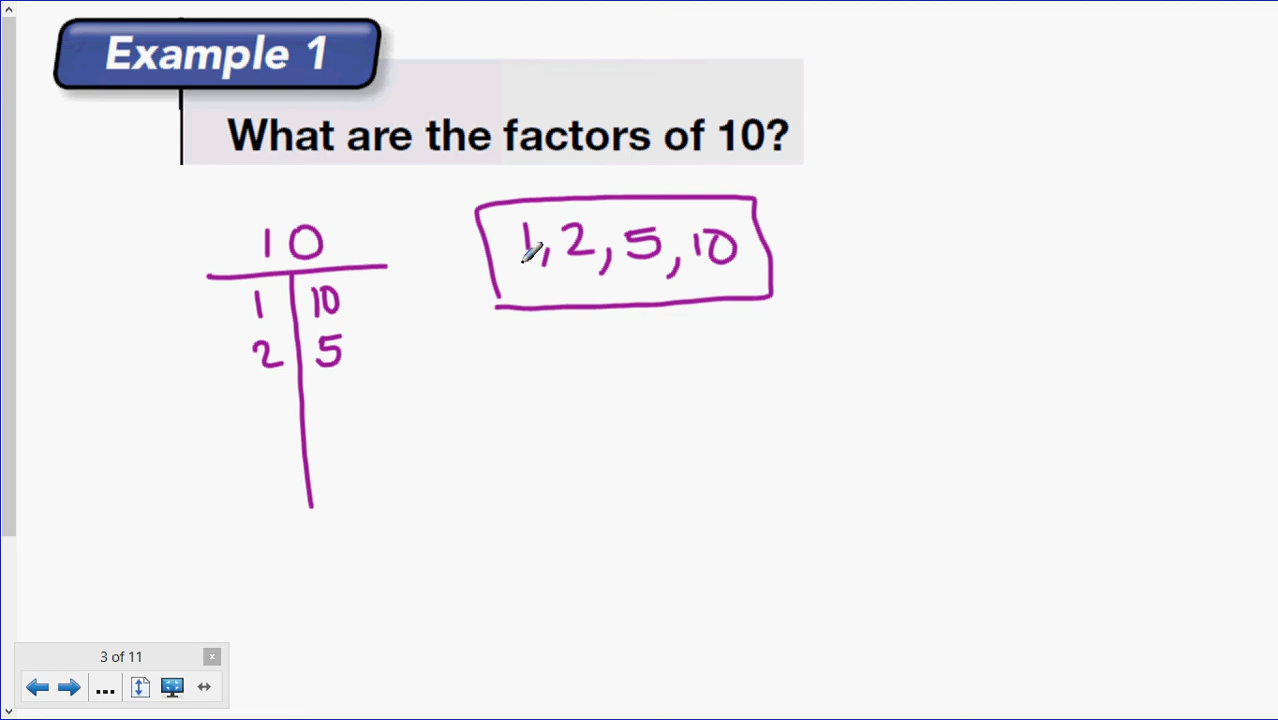 Example 1
What are the factors of 10?
10
1 10
2 5
1, 2, 5, 10
3 of 11